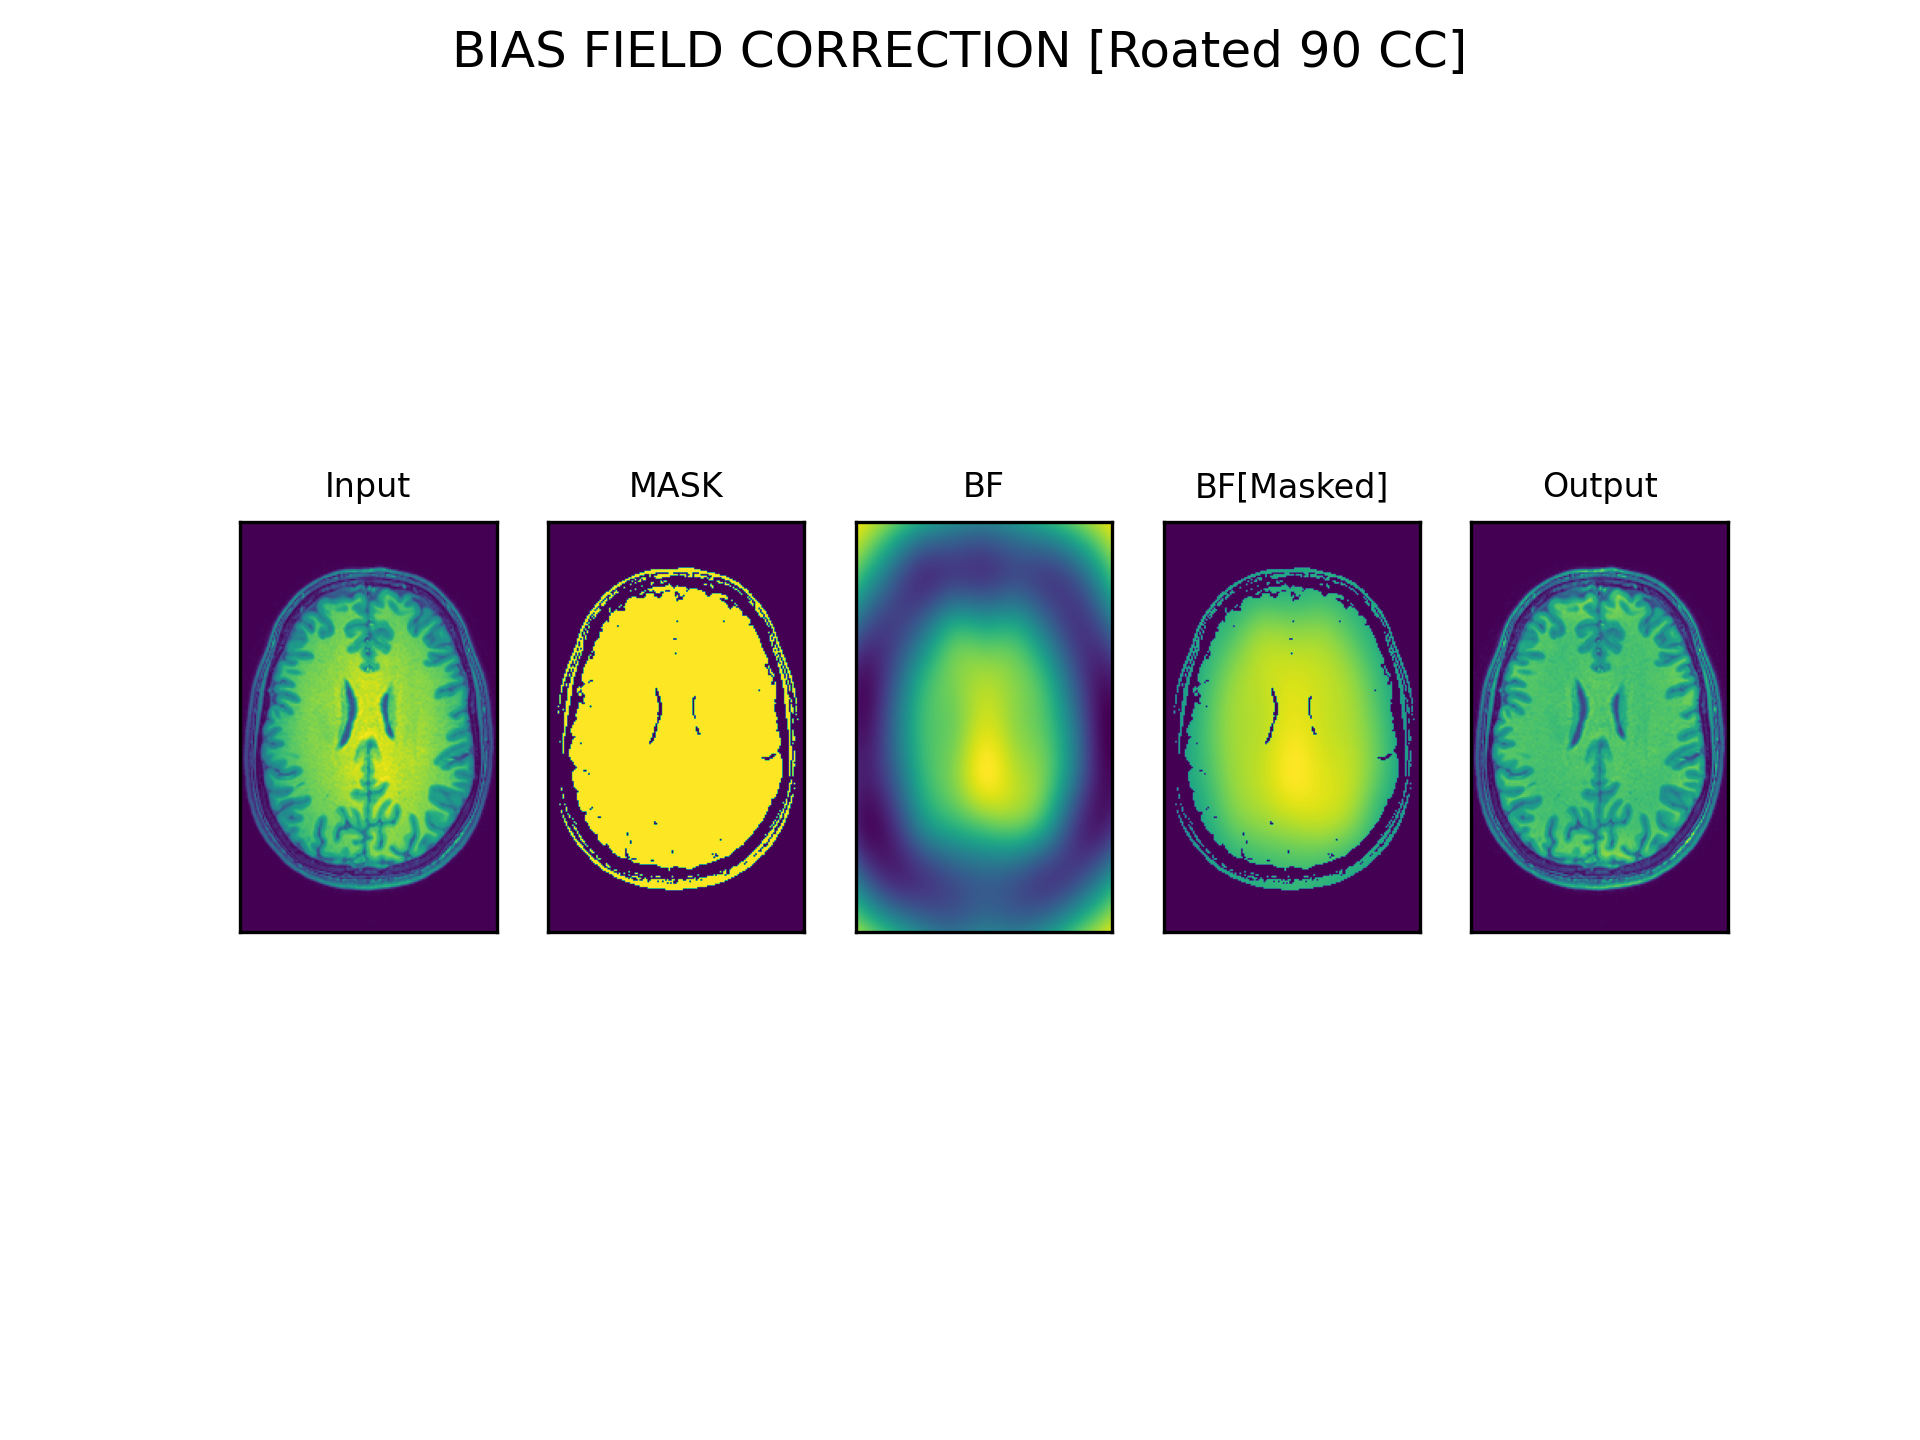 BIAS FIELD CORRECTION [Roated 90 CC]
Input
MASK
BF
BF[Masked]
Output